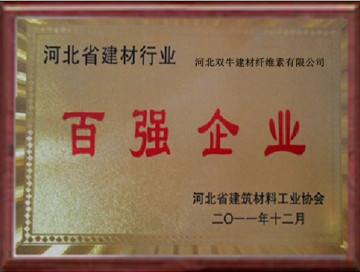 河北省建材行业
河北双牛建材纤维素有限公司
百强企业
河北省建筑材料工业协会
二〇一一年十二月